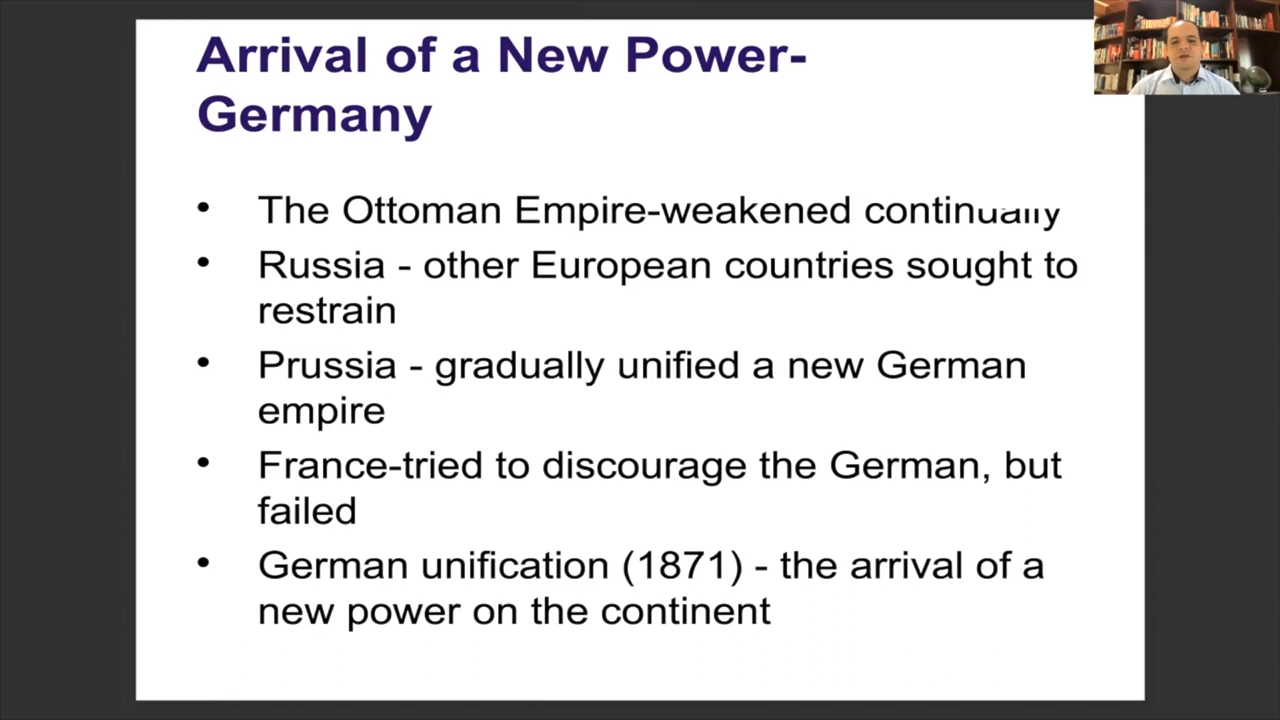 Arrival of a New Power-
Germany
• The Ottoman Empire-weakened continually
• Russia - other European countries sought to
restrain
• Prussia - gradually unified a new German
empire
• France-tried to discourage the German, but
failed
• German unification (1871) - the arrival of a
new power on the continent